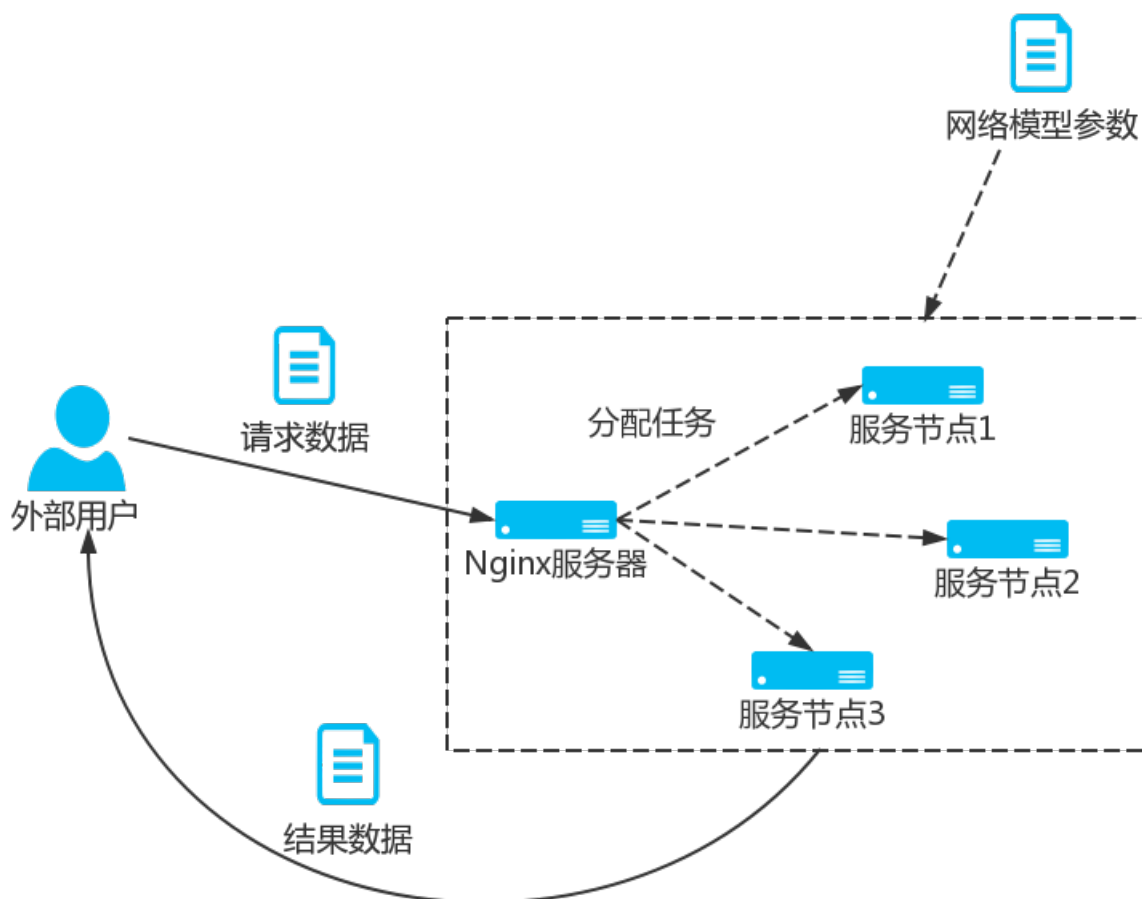 网络模型参数
请求数据
分配任务
服务节点1
外部用户
Nginx服务器
服务节点2
服务节点3
结果数据